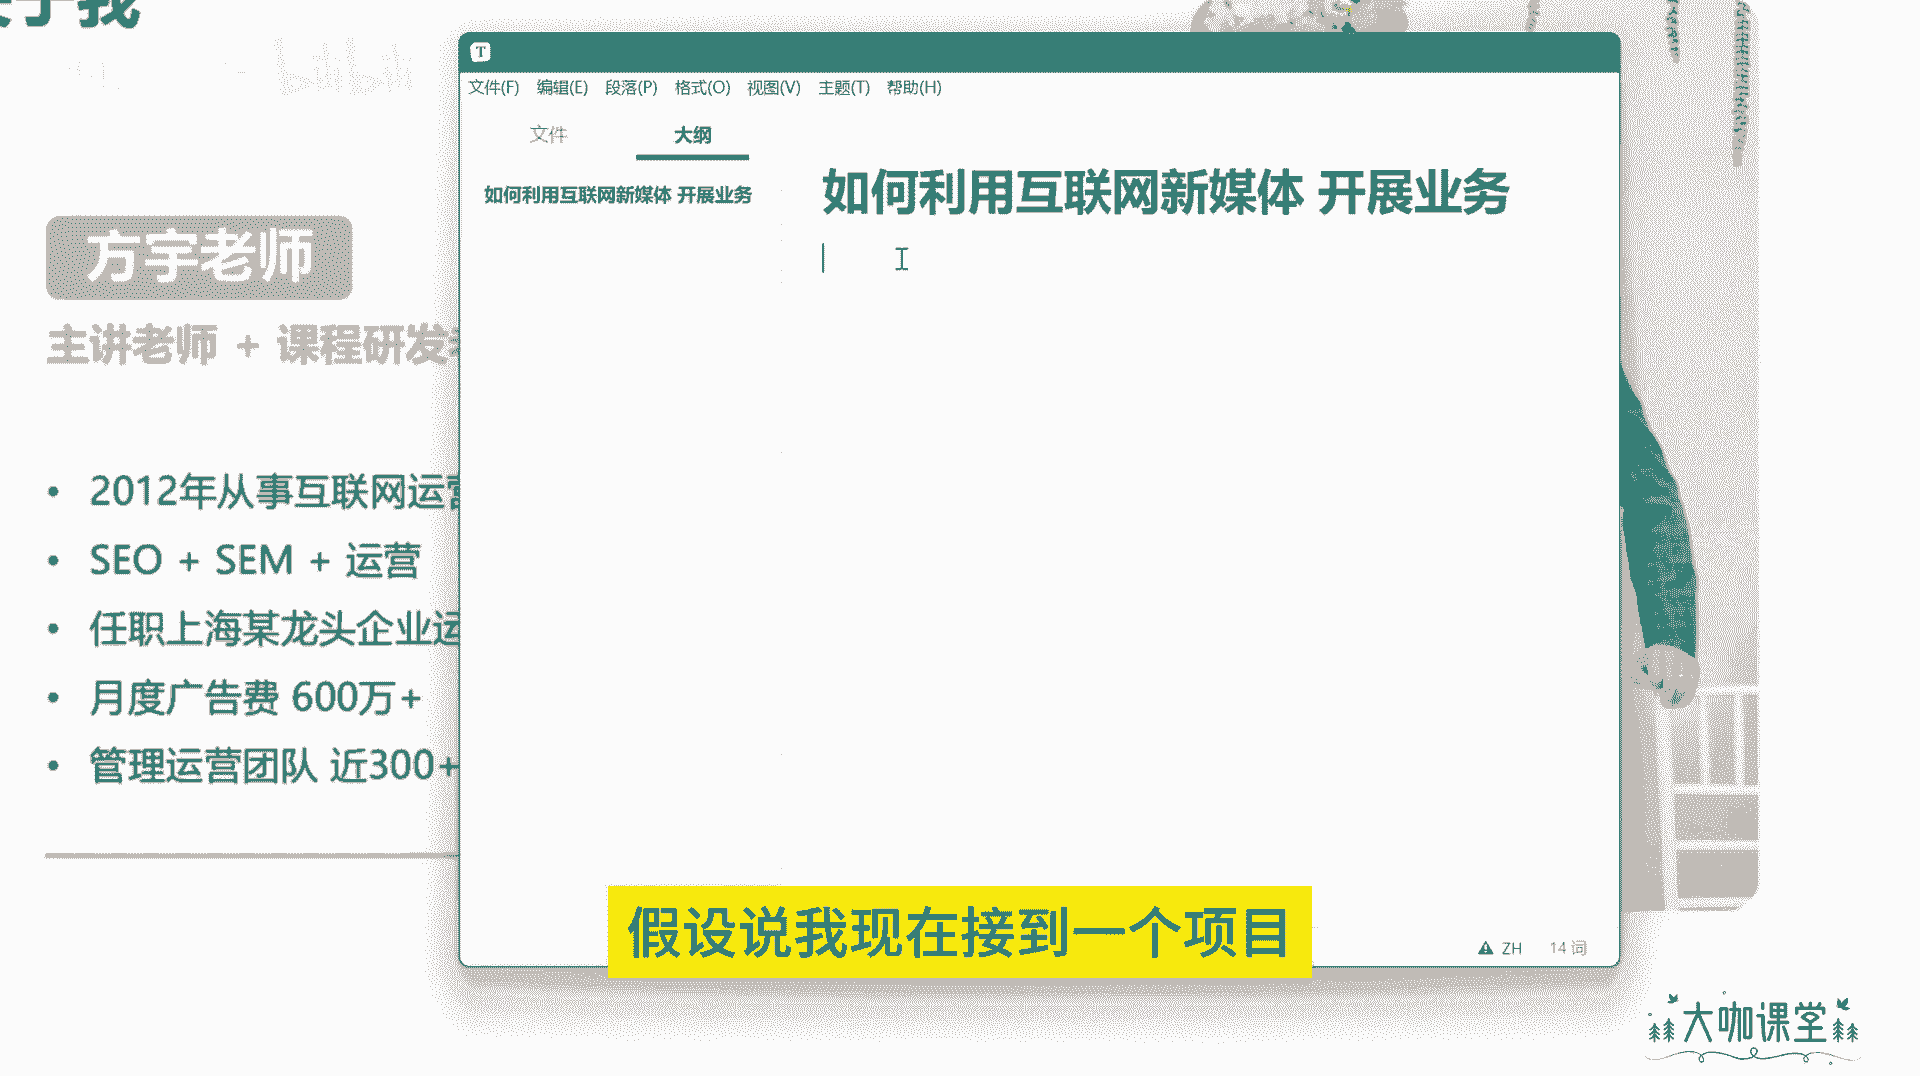 bilibili
方宇老师
主讲老师 + 课程研发
2012年从事互联网运营
SEO + SEM + 运营
任职上海某龙头企业运
月度广告费 600万+
管理运营团队 近300+
T
文件(F) 编辑(E) 段落(P) 格式(O) 视图(V) 主题(T) 帮助(H)
文件 大纲
如何利用互联网新媒体 开展业务
如何利用互联网新媒体 开展业务
假设说我现在接到一个项目
ZH 14 词
大咖课堂